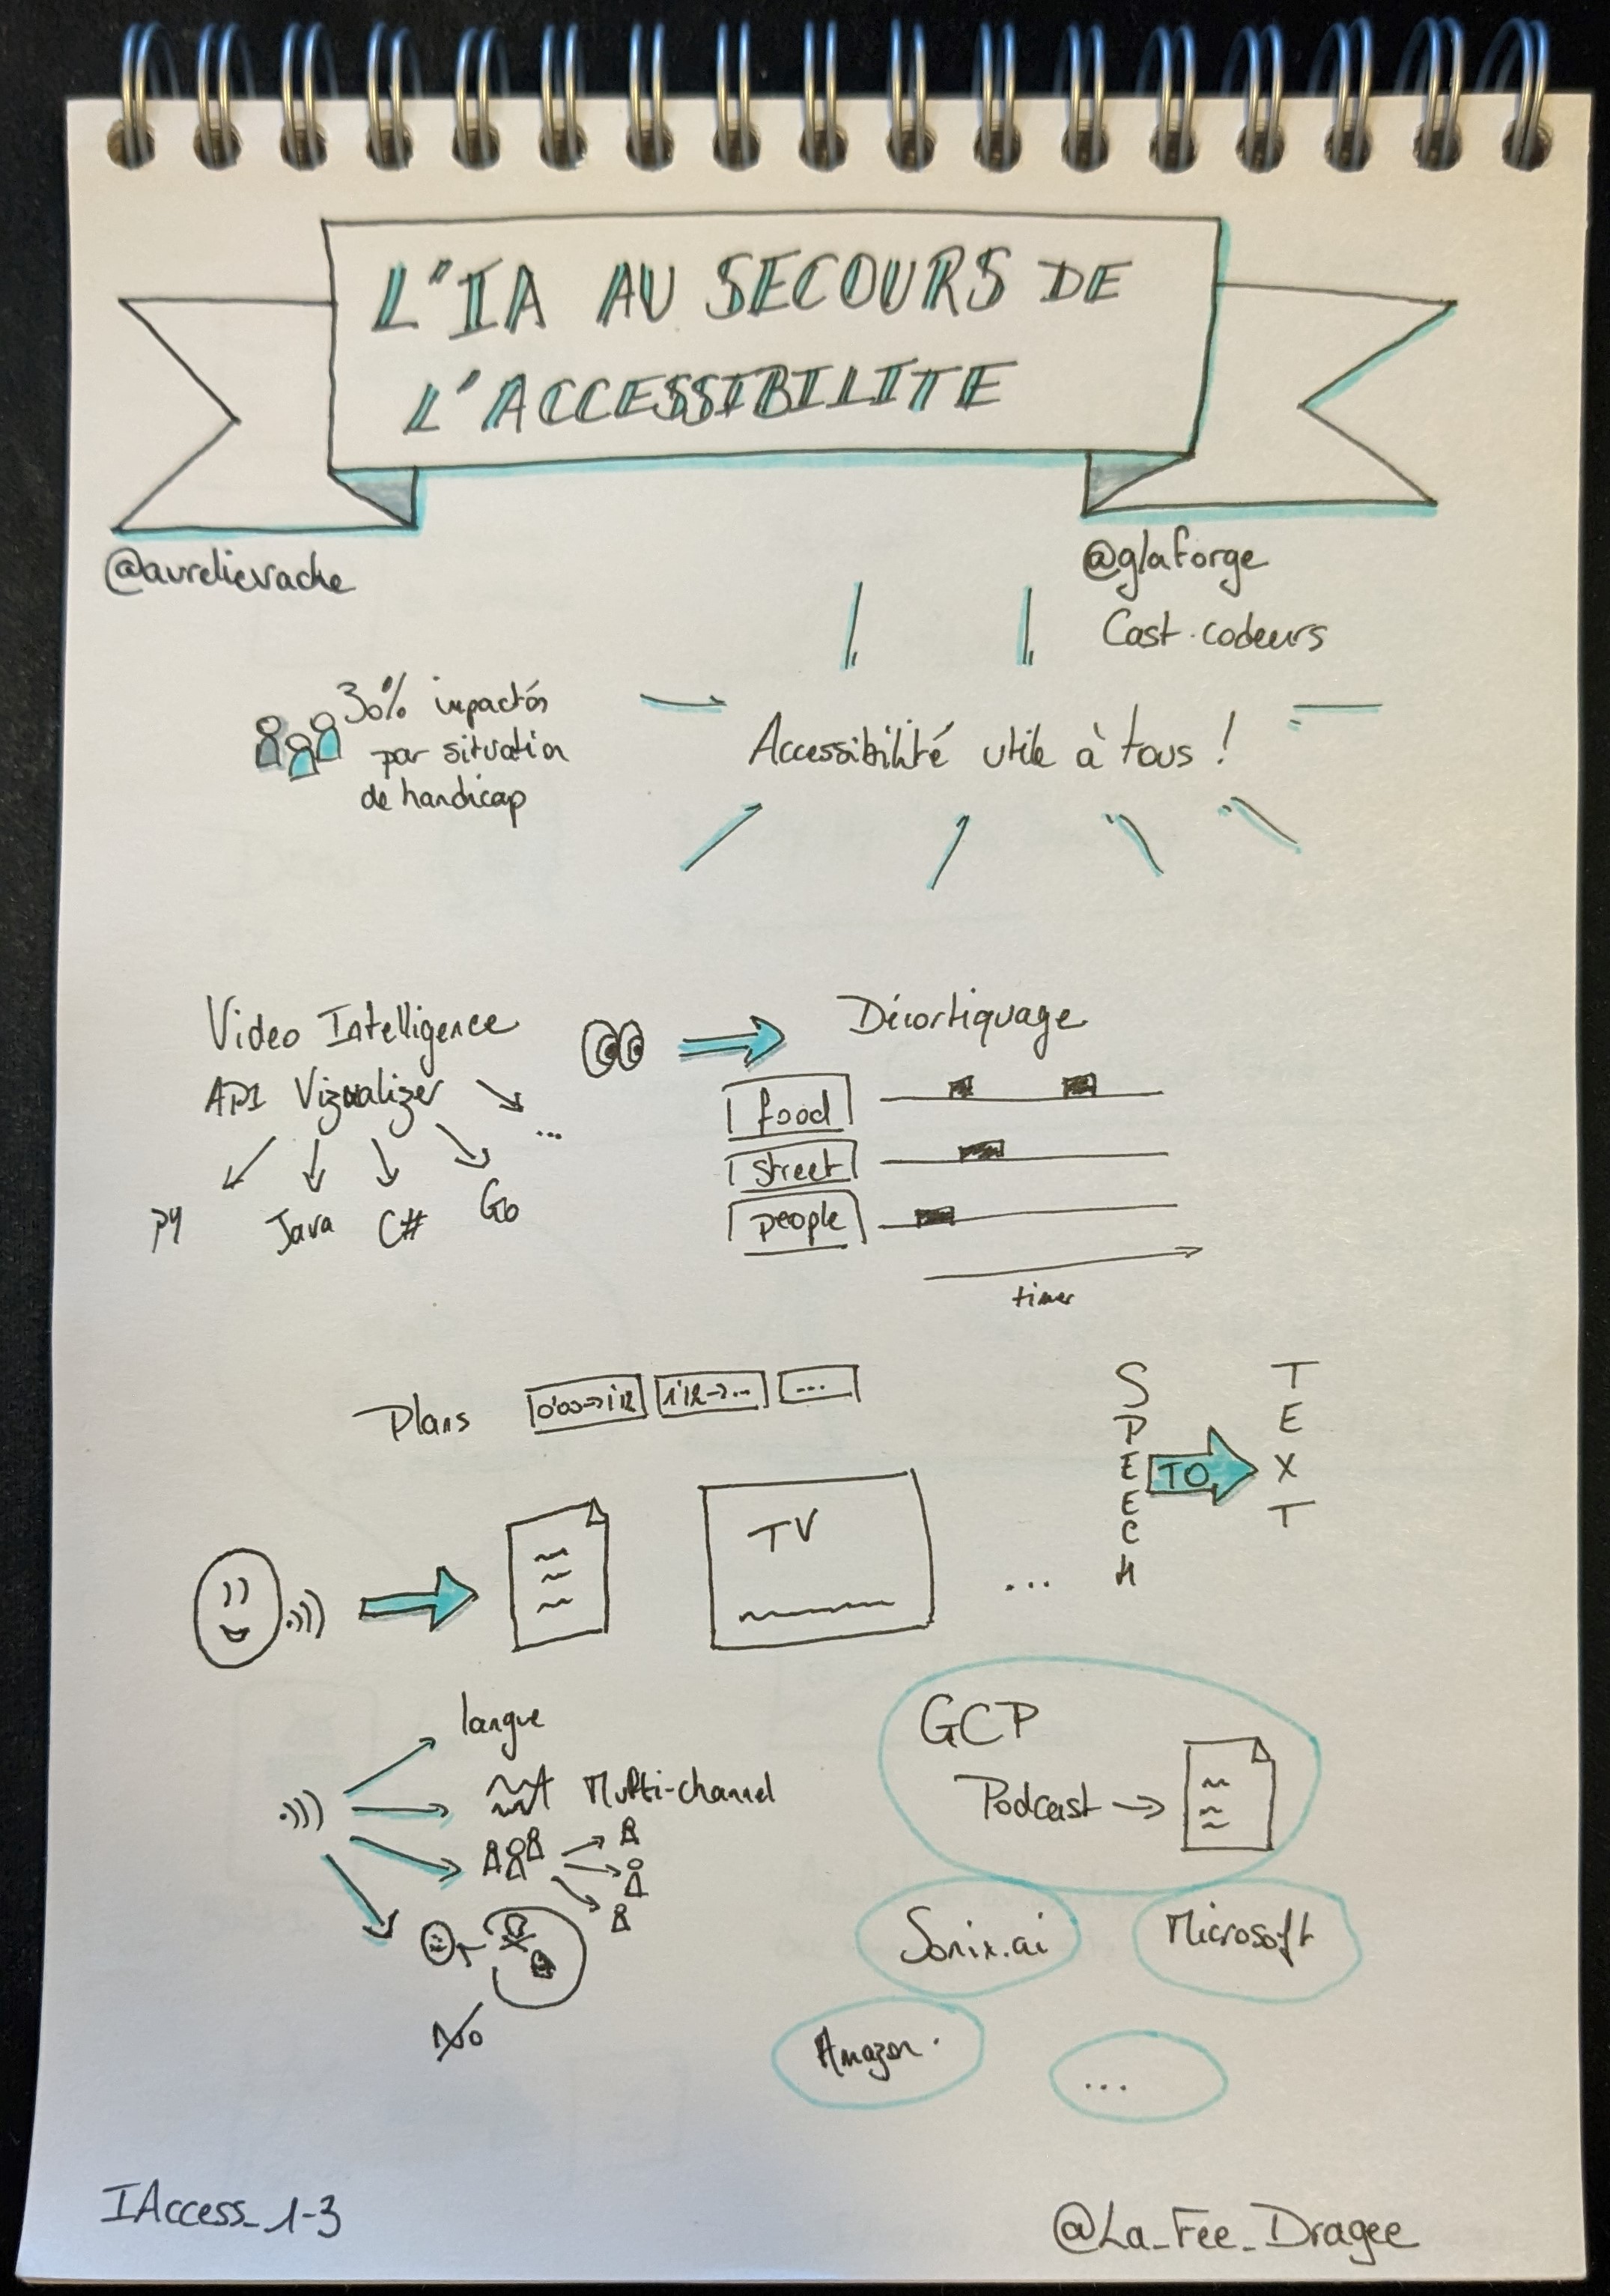 L'IA AU SECOURS DE
L'ACCESSIBILITE
@aurelievache
@glaforge
Cast codeurs
30% impactés
par situation
de handicap
Accessibilité utile à tous !
Video Intelligence
API Vizualizer
...
py
Java
C#
Go
Décortiquage
food
street
people
timer
Plans
0'00->1'12
1'12->...
...
SPEECH
TO
TEXT
TV
...
langue
Multi-channel
No
GCP
Podcast
Sonix.ai
Microsoft
Amazon
...
IAccess_1-3
@La_Fee_Dragee